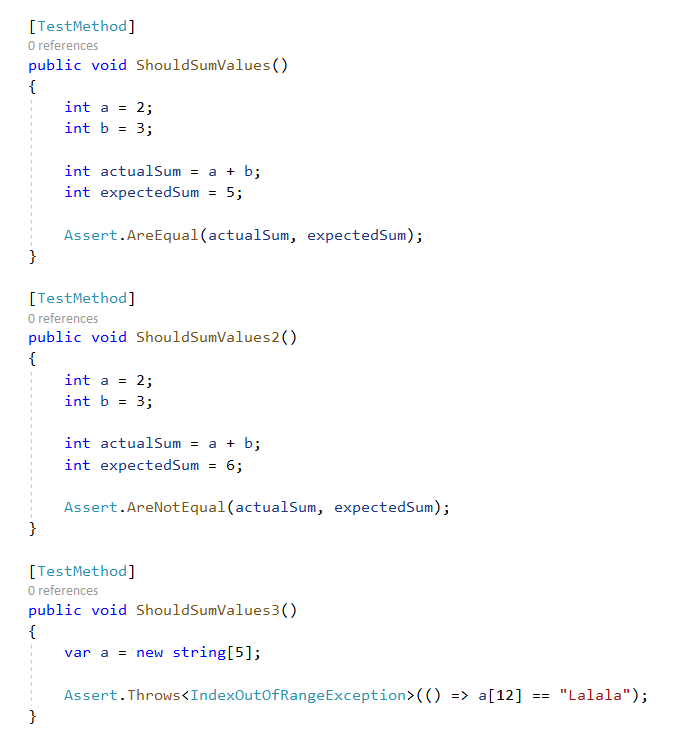 [TestMethod]
0 references
public void ShouldSumValues()
{
    int a = 2;
    int b = 3;

    int actualSum = a + b;
    int expectedSum = 5;

    Assert.AreEqual(actualSum, expectedSum);
}

[TestMethod]
0 references
public void ShouldSumValues2()
{
    int a = 2;
    int b = 3;

    int actualSum = a + b;
    int expectedSum = 6;

    Assert.AreNotEqual(actualSum, expectedSum);
}

[TestMethod]
0 references
public void ShouldSumValues3()
{
    var a = new string[5];

    Assert.Throws<IndexOutOfRangeException>(() => a[12] == "Lalala");
}